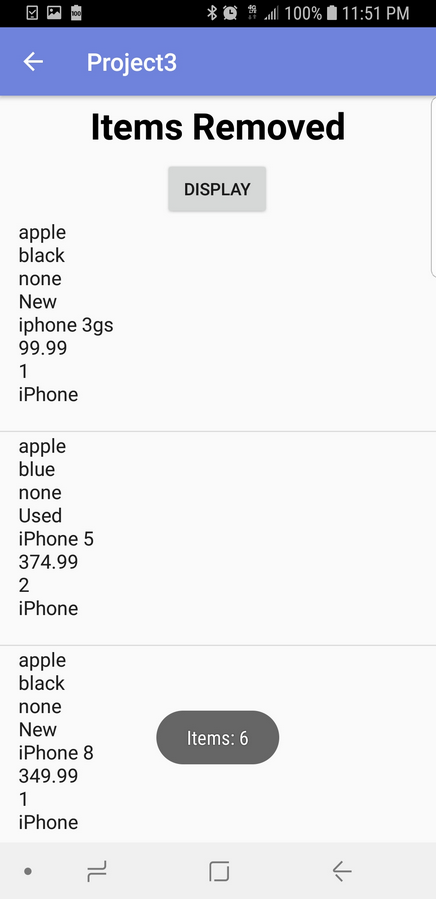 100% 11:51 PM
Project3
Items Removed
DISPLAY
apple
black
none
New
iphone 3gs
99.99
1
iPhone
apple
blue
none
Used
iPhone 5
374.99
2
iPhone
apple
black
none
New
iPhone 8
349.99
1
iPhone
Items: 6